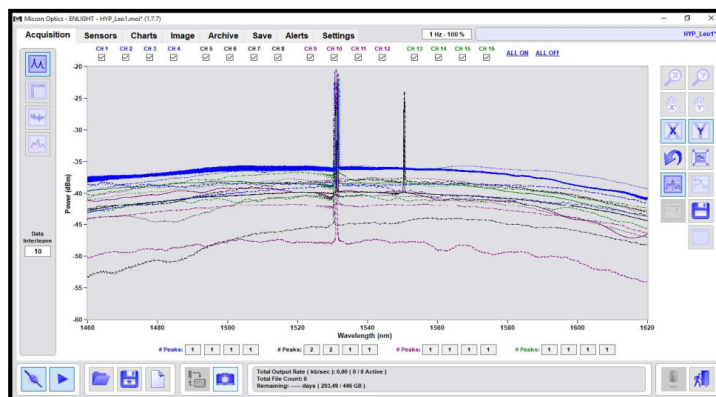 Micron Optics - ENLIGHT - HYP_Leo1.moi* (1.7.7)
Acquisition Sensors Charts Image Archive Save Alerts Settings 1 Hz - 100 % HYP_Leo1*
CH 1 CH 2 CH 3 CH 4 CH 5 CH 6 CH 7 CH 8 CH 9 CH 10 CH 11 CH 12 CH 13 CH 14 CH 15 CH 16 ALL ON ALL OFF
-20
-25
-30
-35
-40
-45
-50
-55
-60
Power (dBm)
1460 1480 1500 1520 1540 1560 1580 1600 1620
Wavelength (nm)
Data
Interleave
10
# Peaks: 1 1 1 1 # Peaks: 2 2 1 1 # Peaks: 1 1 1 1 # Peaks: 1 1 1 1
X Y
Total Output Rate ( kb/sec ): 0,00 ( 0 / 0 Active )
Total File Count: 0
Remaining: ----- days ( 293,49 / 446 GB )